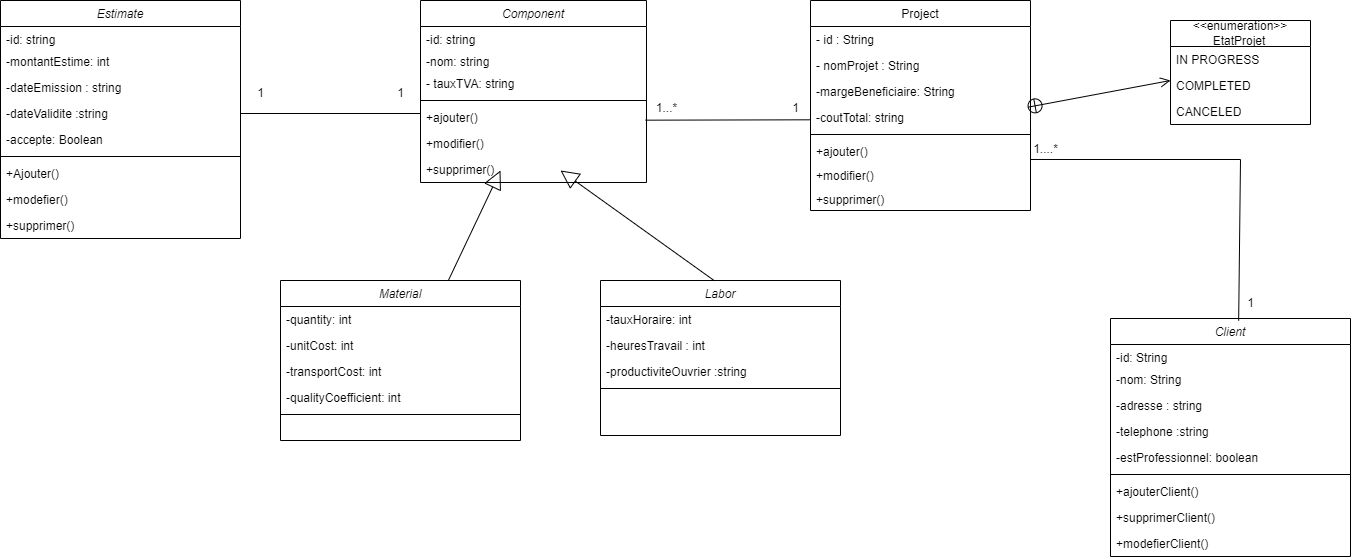 Estimate
-id: string
-montantEstime: int
-dateEmission : string
-dateValidite :string
-accepte: Boolean
+Ajouter()
+modefier()
+supprimer()
1
1
Component
-id: string
-nom: string
- tauxTVA: string
+ajouter()
+modifier()
+supprimer()
1...*
1
Project
- id : String
- nomProjet : String
-margeBeneficiaire: String
-coutTotal: string
+ajouter()
+modifier()
+supprimer()
<<enumeration>>
EtatProjet
IN PROGRESS
COMPLETED
CANCELED
1....*
1
Material
-quantity: int
-unitCost: int
-transportCost: int
-qualityCoefficient: int
Labor
-tauxHoraire: int
-heuresTravail : int
-productiviteOuvrier :string
Client
-id: String
-nom: String
-adresse : string
-telephone :string
-estProfessionnel: boolean
+ajouterClient()
+supprimerClient()
+modefierClient()